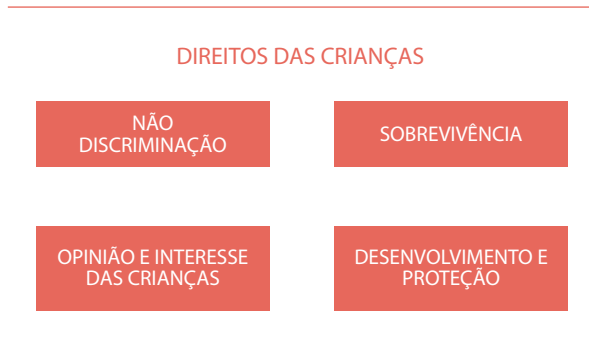 DIREITOS DAS CRIANÇAS
NÃO
DISCRIMINAÇÃO
SOBREVIVÊNCIA
OPINIÃO E INTERESSE
DAS CRIANÇAS
DESENVOLVIMENTO E
PROTEÇÃO